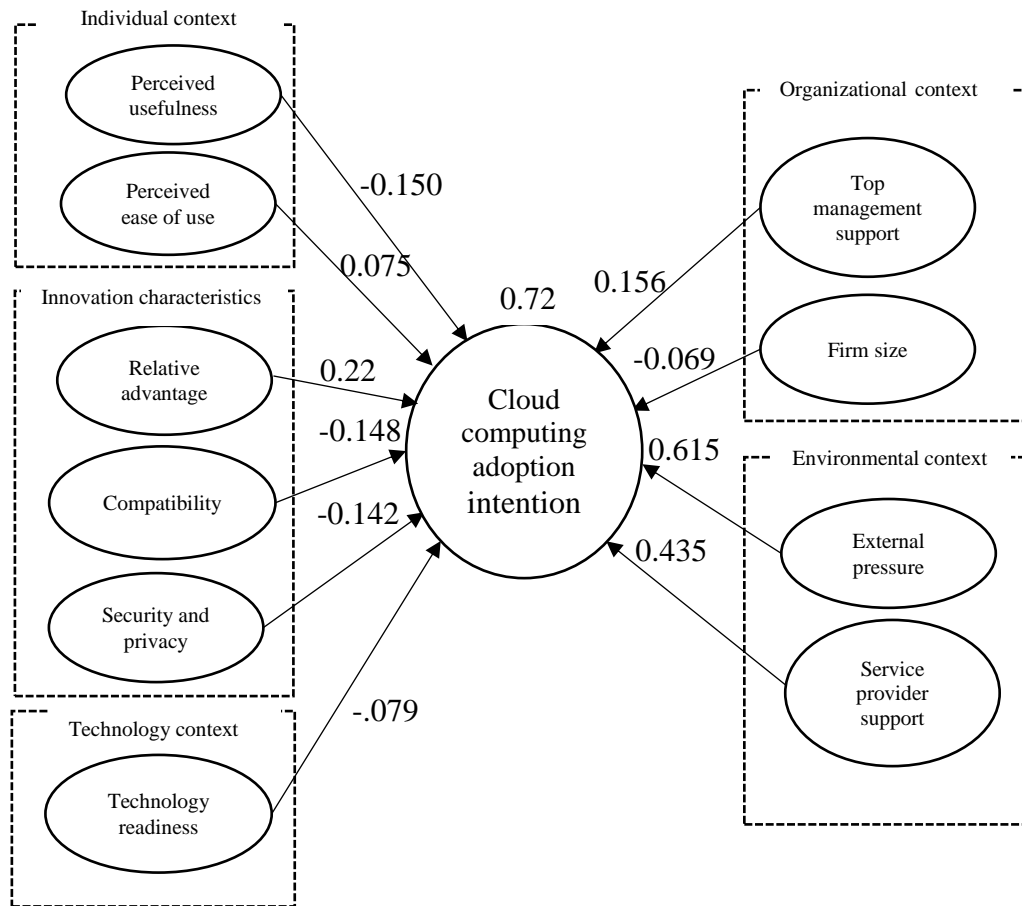 Individual context
Perceived
usefulness
Perceived
ease of use
-0.150
0.075
Innovation characteristics
Relative
advantage
Compatibility
Security and
privacy
0.22
-0.148
-0.142
Technology context
Technology
readiness
-.079
0.72
Cloud
computing
adoption
intention
Organizational context
Top
management
support
Firm size
0.156
-0.069
Environmental context
External
pressure
Service
provider
support
0.615
0.435